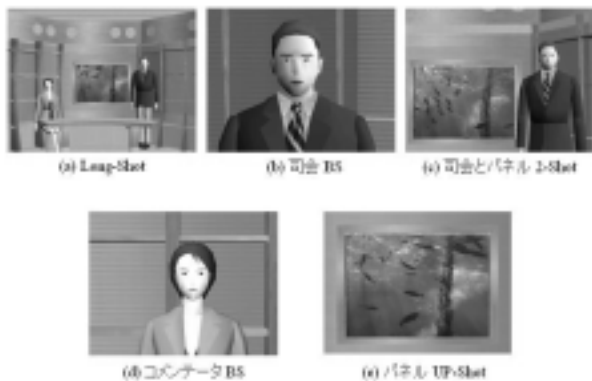 (a) Long-Shot
(b) 司会 BS
(c) 司会とパネル 2-Shot
(d) コメンテータ BS
(e) パネル UP-Shot